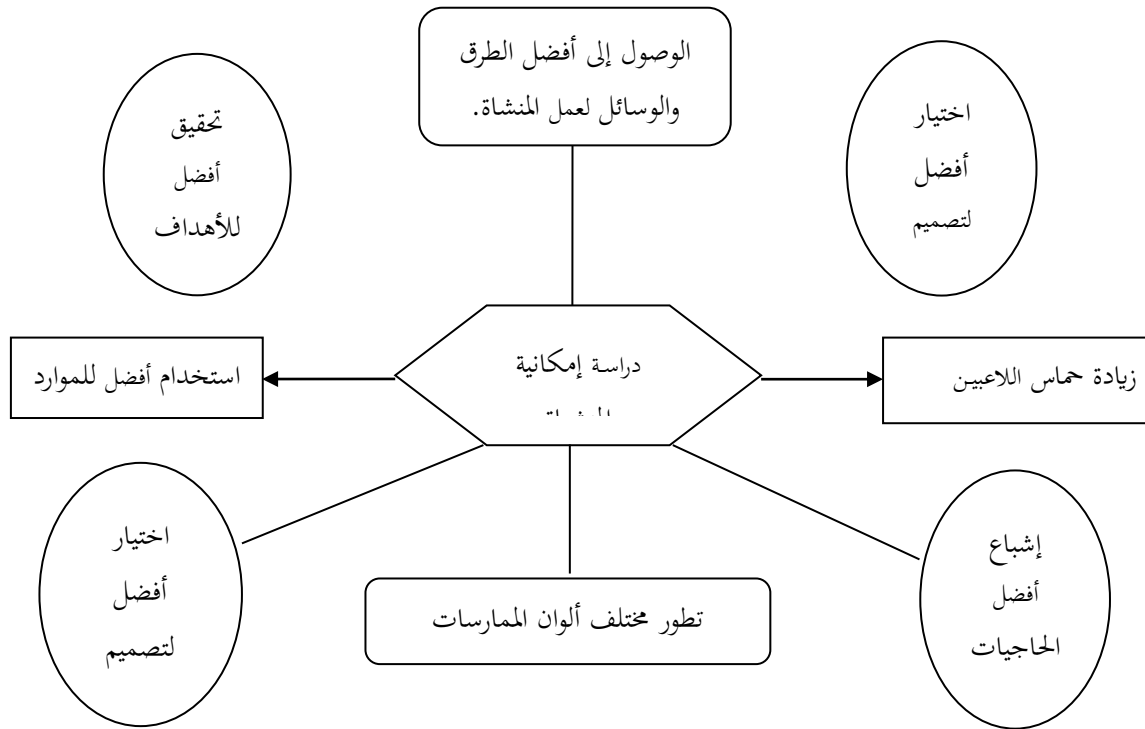 الوصول إلى أفضل الطرق
والوسائل لعمل المنشاة.
اختيار
أفضل
لتصميم
تحقيق
أفضل
للأهداف
دراسة إمكانية
زيادة حماس اللاعبين
استخدام أفضل للموارد
إشباع
أفضل
الحاجيات
تطور مختلف ألوان الممارسات
اختيار
أفضل
لتصميم